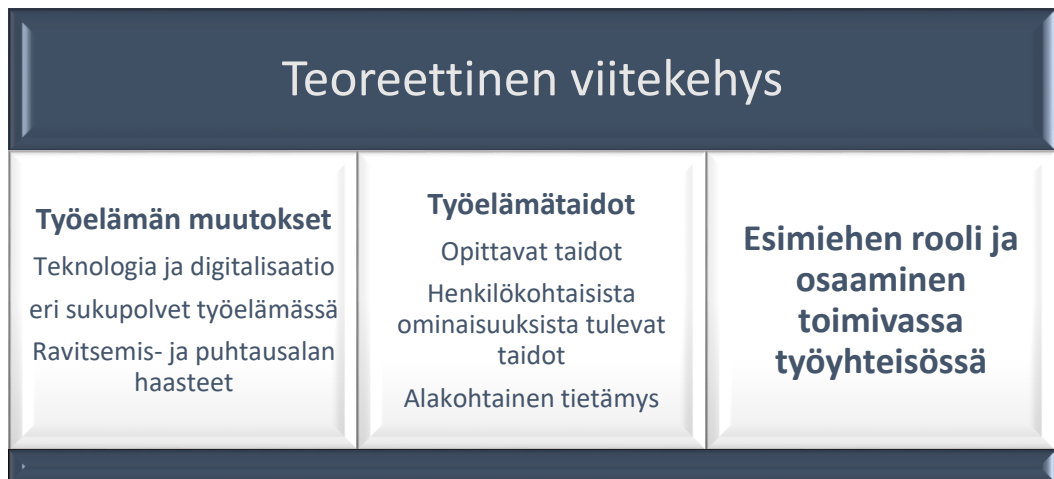 Teoreettinen viitekehys
Työelämän muutokset
Teknologia ja digitalisaatio
eri sukupolvet työelämässä
Ravitsemis- ja puhtausalan
haasteet
Työelämätaidot
Opittavat taidot
Henkilökohtaisista
ominaisuuksista tulevat
taidot
Alakohtainen tietämys
Esimiehen rooli ja
osaaminen
toimivassa
työyhteisössä